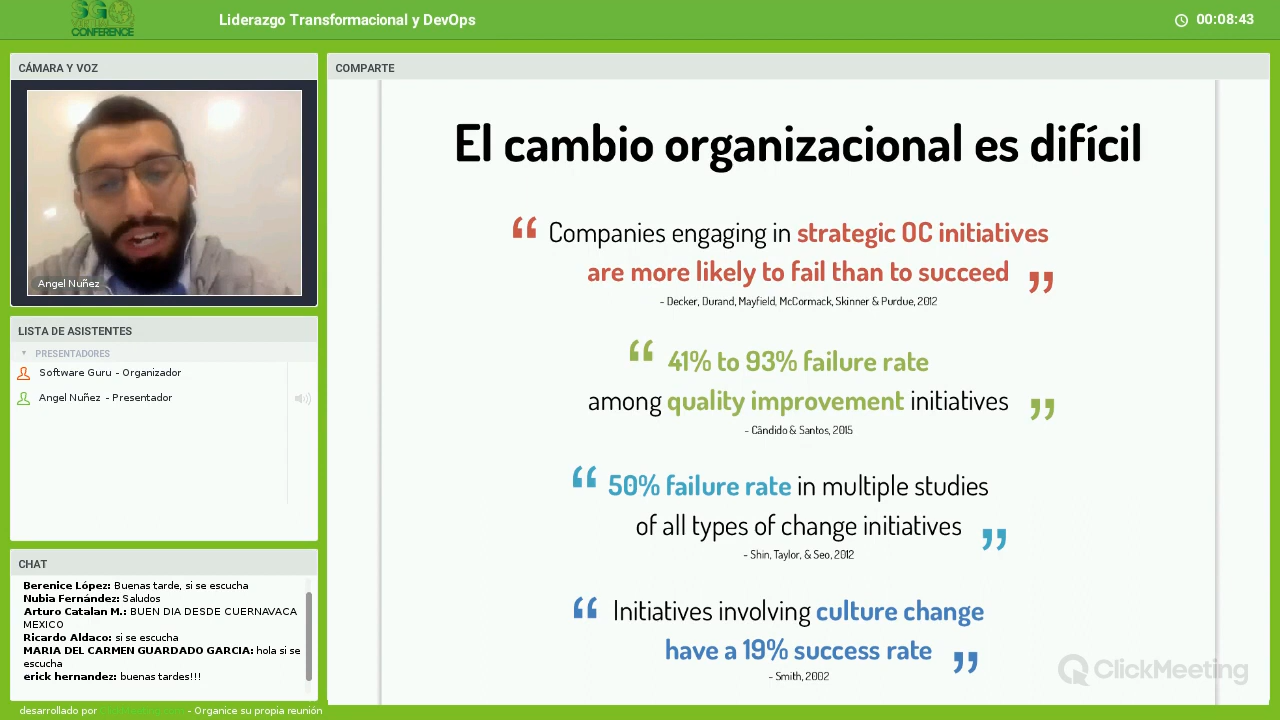 SG
VIRTUAL
CONFERENCE
Liderazgo Transformacional y DevOps
00:08:43
CÁMARA Y VOZ
Angel Nuñez
LISTA DE ASISTENTES
PRESENTADORES
Software Guru - Organizador
Angel Nuñez - Presentador
CHAT
Berenice López: Buenas tarde, si se escucha
Nubia Fernández: Saludos
Arturo Catalan M.: BUEN DIA DESDE CUERNAVACA
MEXICO
Ricardo Aldaco: si se escucha
MARIA DEL CARMEN GUARDADO GARCIA: hola si se
escucha
erick hernandez: buenas tardes!!!
desarrollado por
- Organice su propia reunión
COMPARTE
El cambio organizacional es difícil
“ Companies engaging in strategic OC initiatives
are more likely to fail than to succeed ”
- Decker, Durand, Mayfield, McCormack, Skinner & Purdue, 2012
“ 41% to 93% failure rate
among quality improvement initiatives ”
- Cândido & Santos, 2015
“ 50% failure rate in multiple studies
of all types of change initiatives ”
- Shin, Taylor, & Seo, 2012
“ Initiatives involving culture change
have a 19% success rate ”
- Smith, 2002
ClickMeeting